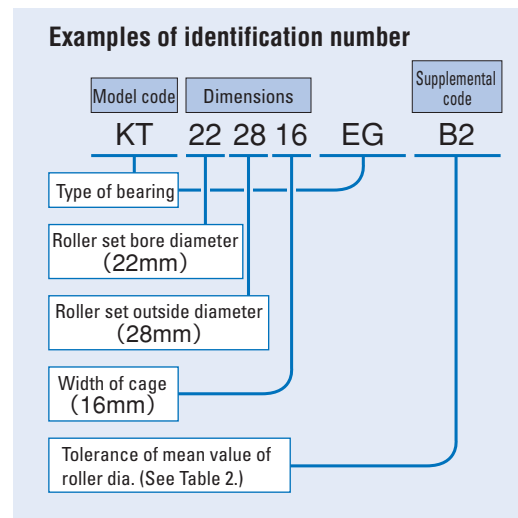 Examples of identification number
Model code Dimensions Supplemental
code
KT 22 28 16 EG B2
Type of bearing
Roller set bore diameter
（22mm）
Roller set outside diameter
（28mm）
Width of cage
（16mm）
Tolerance of mean value of
roller dia. (See Table 2.)